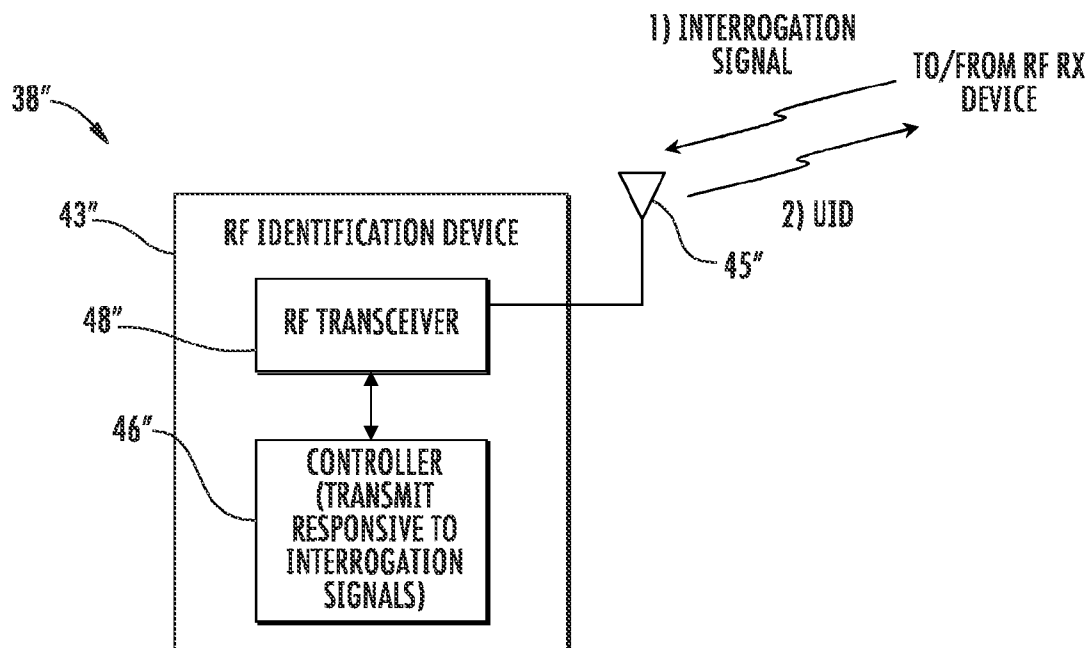 1) INTERROGATION
SIGNAL
TO/FROM RF RX
DEVICE
38"
2) UID
43"
RF IDENTIFICATION DEVICE
45"
48"
RF TRANSCEIVER
46"
CONTROLLER
(TRANSMIT
RESPONSIVE TO
INTERROGATION
SIGNALS)